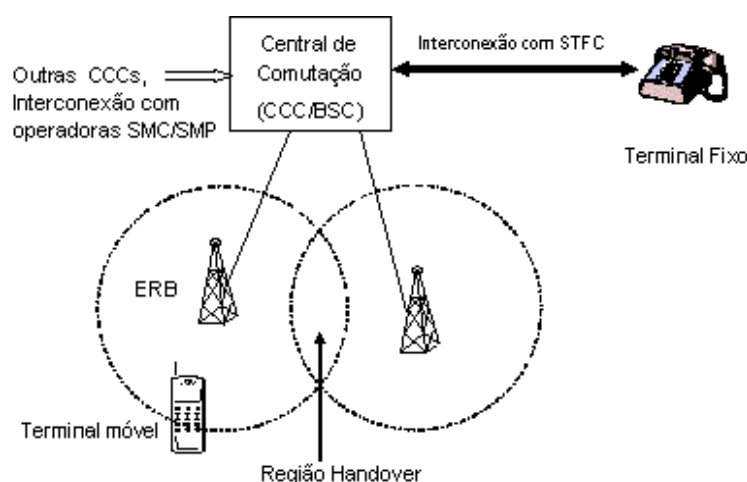 Central de
Comutação
(CCC/BSC)
Interconexão com STFC
Outras CCCs,
Interconexão com
operadoras SMC/SMP
Terminal Fixo
ERB
Terminal móvel
Região Handover